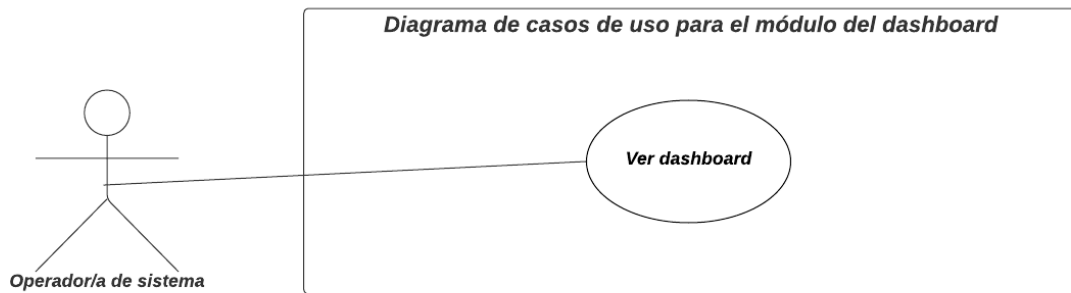 Diagrama de casos de uso para el módulo del dashboard
Ver dashboard
Operador/a de sistema